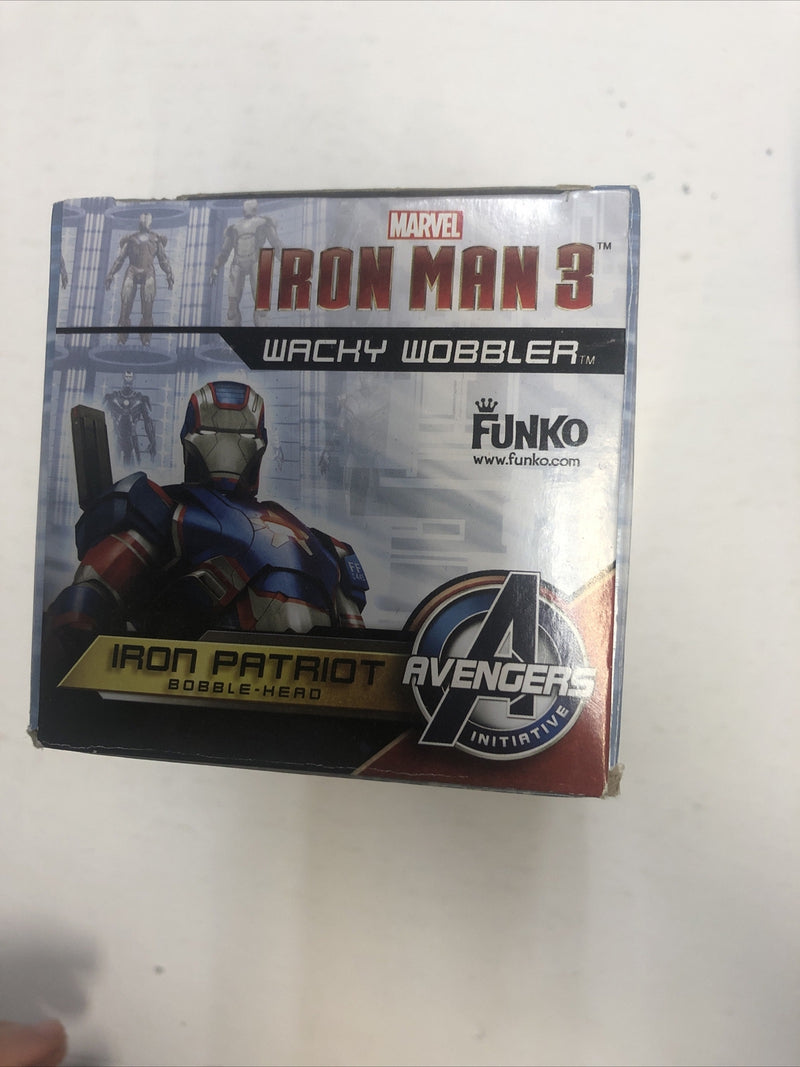 MARVEL
IRON MAN 3™
WACKY WOBBLER™
FUNKO
www.funko.com
IRON PATRIOT
BOBBLE-HEAD
AVENGERS
A
INITIATIVE